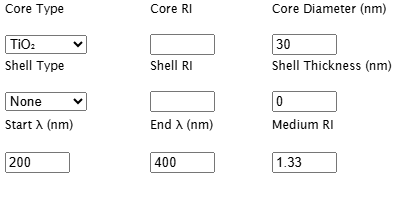 Core Type Core RI Core Diameter (nm)
TiO₂ 30
Shell Type Shell RI Shell Thickness (nm)
None 0
Start λ (nm) End λ (nm) Medium RI
200 400 1.33